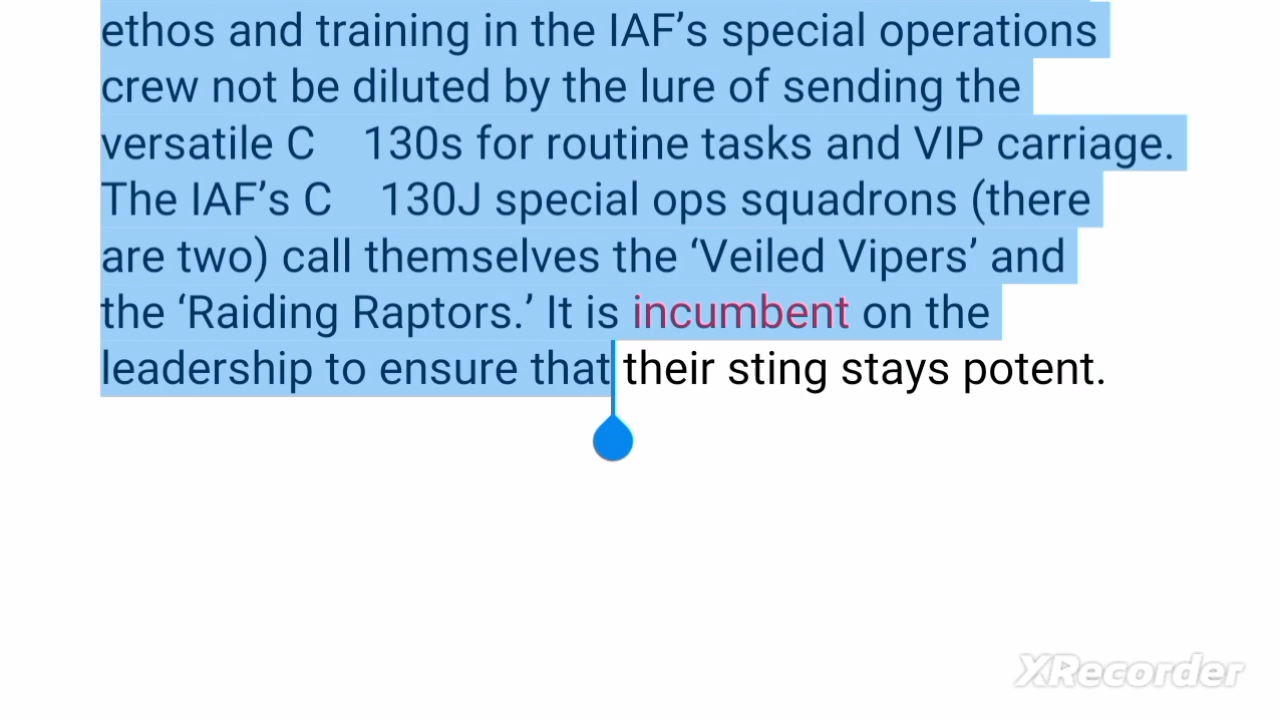 ethos and training in the IAF’s special operations
crew not be diluted by the lure of sending the
versatile C    130s for routine tasks and VIP carriage.
The IAF’s C    130J special ops squadrons (there
are two) call themselves the ‘Veiled Vipers’ and
the ‘Raiding Raptors.’ It is incumbent on the
leadership to ensure that their sting stays potent.
XRecorder